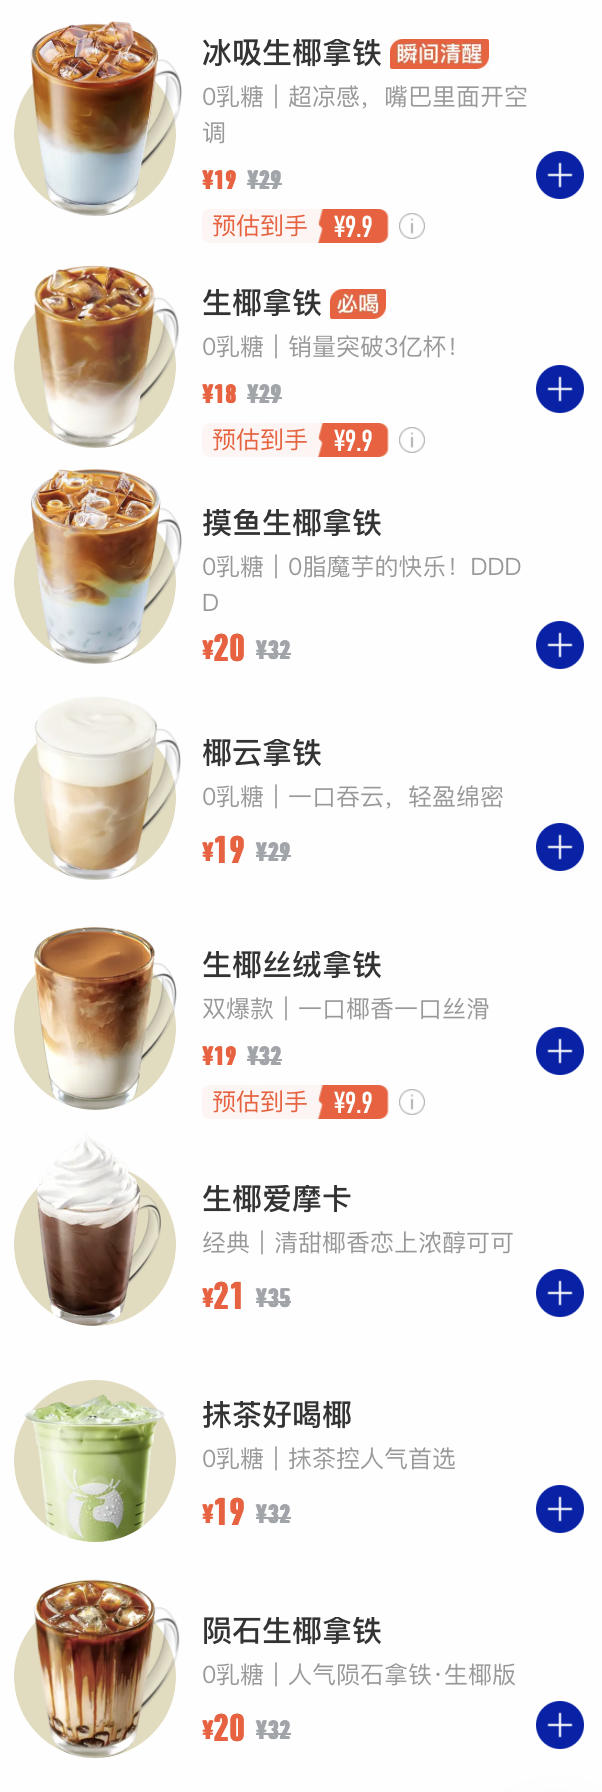 冰吸生椰拿铁 瞬间清醒
0乳糖｜超凉感，嘴巴里面开空
调
¥19 ¥29
预估到手 ¥9.9
生椰拿铁 必喝
0乳糖｜销量突破3亿杯！
¥18 ¥29
预估到手 ¥9.9
摸鱼生椰拿铁
0乳糖｜0脂魔芋的快乐！DDD
D
¥20 ¥32
椰云拿铁
0乳糖｜一口吞云，轻盈绵密
¥19 ¥29
生椰丝绒拿铁
双爆款｜一口椰香一口丝滑
¥19 ¥32
预估到手 ¥9.9
生椰爱摩卡
经典｜清甜椰香恋上浓醇可可
¥21 ¥35
抹茶好喝椰
0乳糖｜抹茶控人气首选
¥19 ¥32
陨石生椰拿铁
0乳糖｜人气陨石拿铁·生椰版
¥20 ¥32